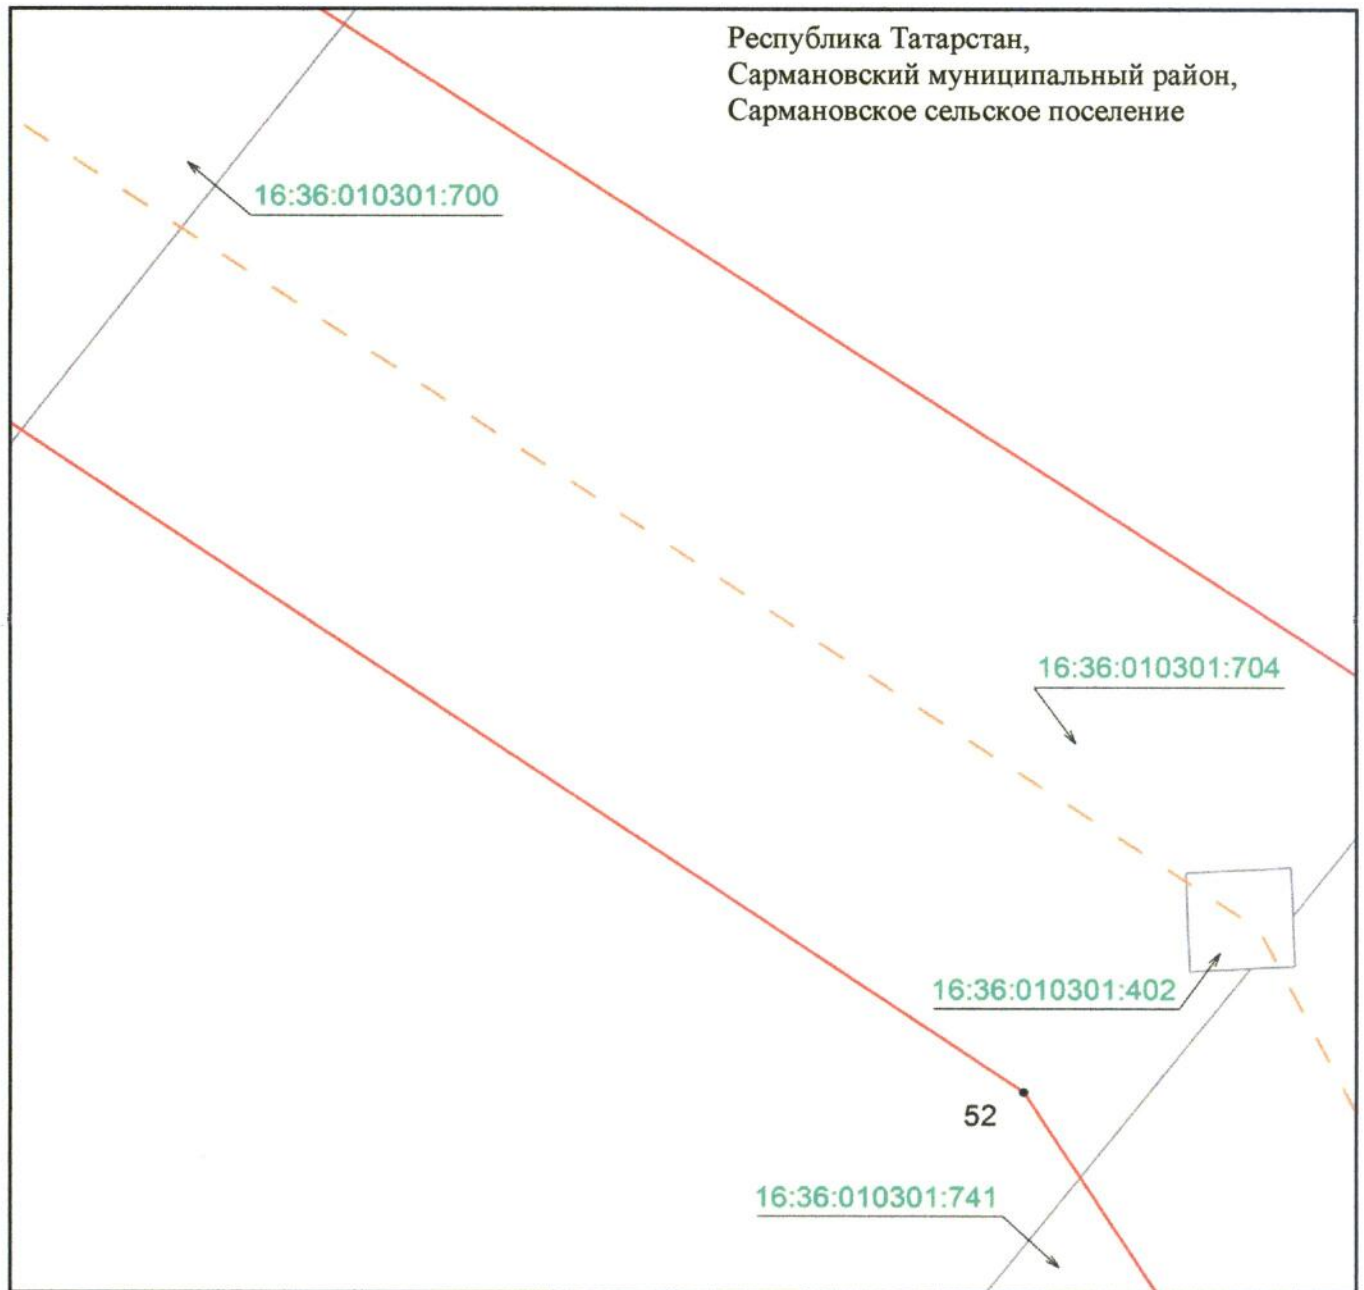 Республика Татарстан,
Сармановский муниципальный район,
Сармановское сельское поселение
16:36:010301:700
16:36:010301:704
16:36:010301:402
52
16:36:010301:741